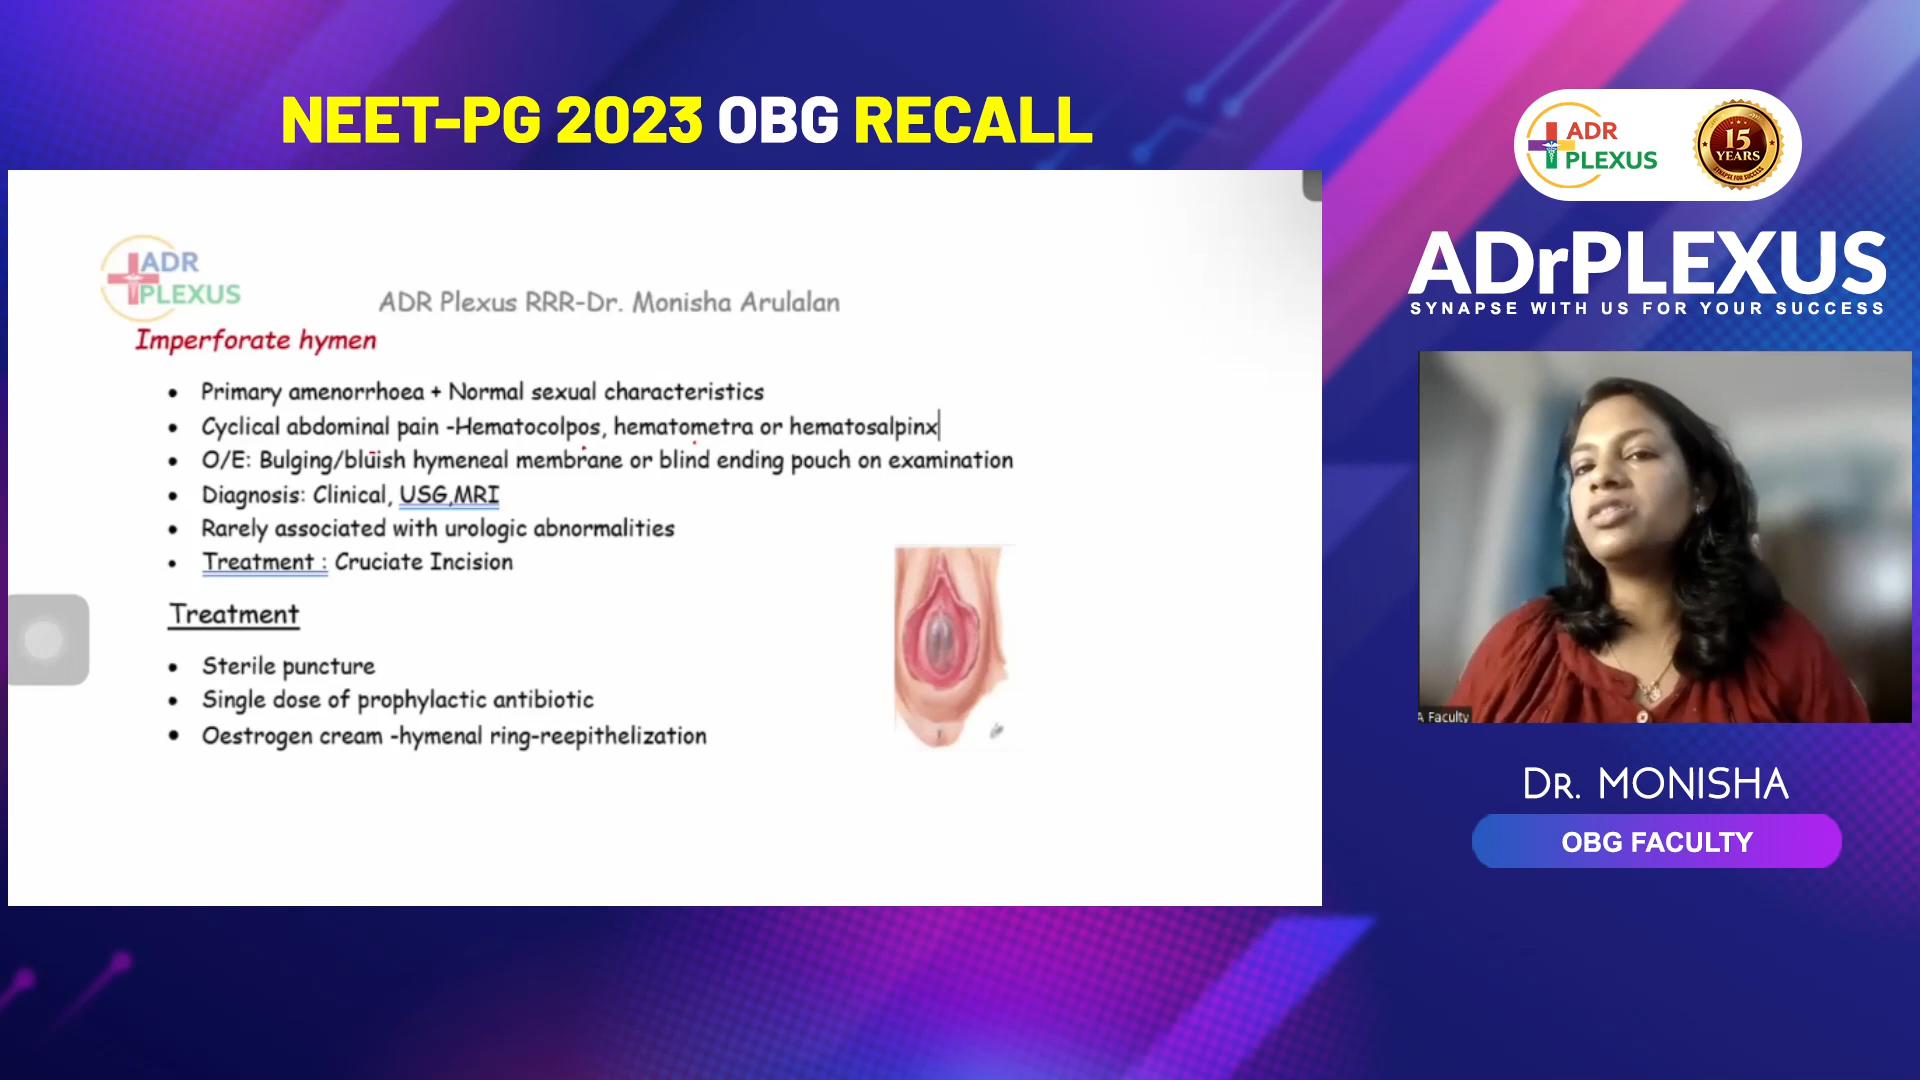 NEET-PG 2023 OBG RECALL
ADR
PLEXUS
15
YEARS
SYNAPSE FOR SUCCESS
ADrPLEXUS
SYNAPSE WITH US FOR YOUR SUCCESS
ADR
PLEXUS
ADR Plexus RRR-Dr. Monisha Arulalan
Imperforate hymen
• Primary amenorrhoea + Normal sexual characteristics
• Cyclical abdominal pain -Hematocolpos, hematometra or hematosalpinx
• O/E: Bulging/bluish hymeneal membrane or blind ending pouch on examination
• Diagnosis: Clinical, USG,MRI
• Rarely associated with urologic abnormalities
• Treatment : Cruciate Incision
Treatment
• Sterile puncture
• Single dose of prophylactic antibiotic
• Oestrogen cream -hymenal ring-reepithelization
A Faculty
DR. MONISHA
OBG FACULTY